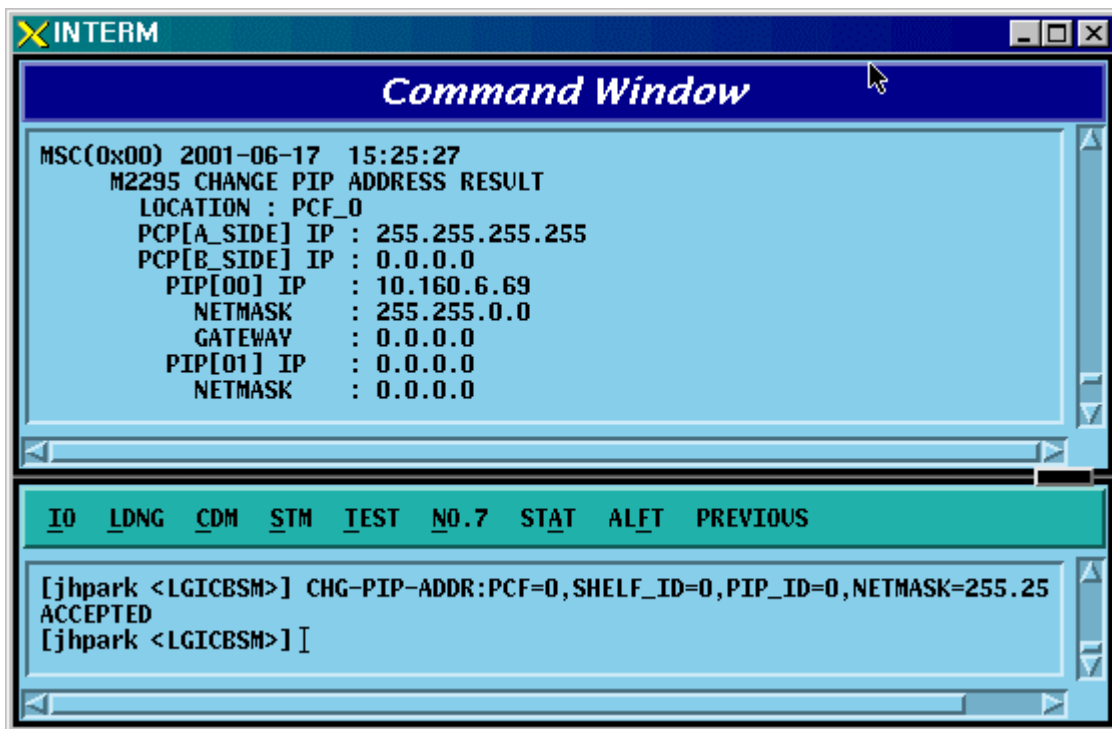 INTERM
Command Window
MSC(0x00) 2001-06-17 15:25:27
M2295 CHANGE PIP ADDRESS RESULT
LOCATION : PCF_0
PCP[A_SIDE] IP : 255.255.255.255
PCP[B_SIDE] IP : 0.0.0.0
PIP[00] IP : 10.160.6.69
NETMASK : 255.255.0.0
GATEWAY : 0.0.0.0
PIP[01] IP : 0.0.0.0
NETMASK : 0.0.0.0
IO LDNG CDM STM TEST NO.7 STAT ALFT PREVIOUS
[jhpark <LGICBSM>] CHG-PIP-ADDR:PCF=0,SHELF_ID=0,PIP_ID=0,NETMASK=255.25
ACCEPTED
[jhpark <LGICBSM>]